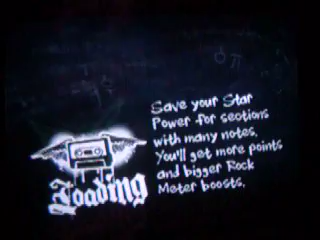 Save your Star
Power for sections
with many notes.
You'll get more points
and bigger Rock
Meter boosts.
Loading